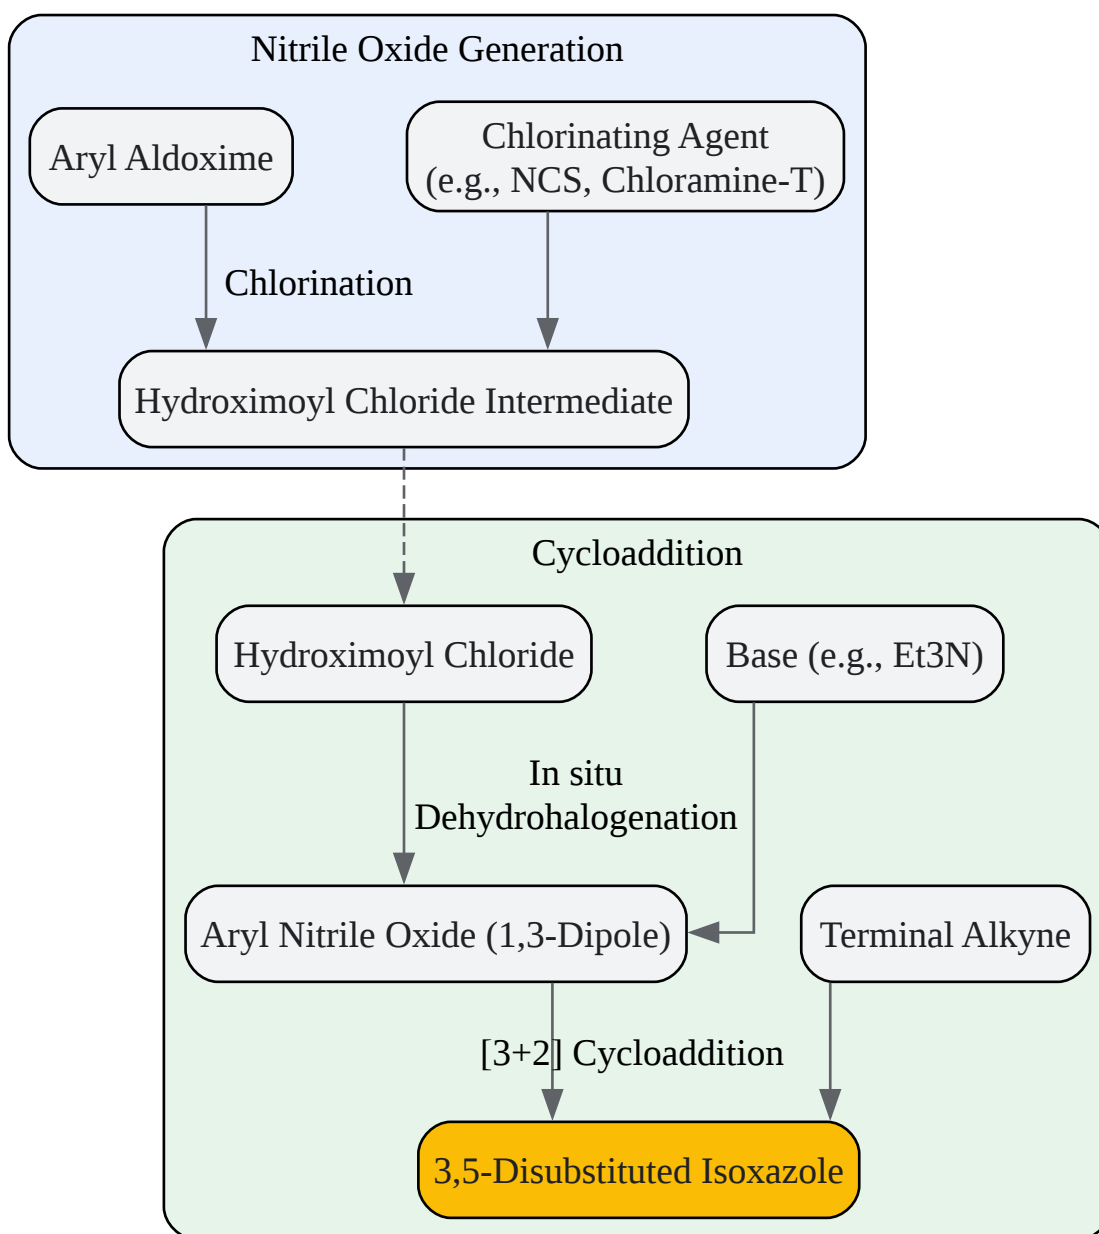 Nitrile Oxide Generation
Aryl Aldoxime
Chlorinating Agent
(e.g., NCS, Chloramine-T)
Chlorination
Hydroximoyl Chloride Intermediate
Cycloaddition
Hydroximoyl Chloride
Base (e.g., Et3N)
In situ
Dehydrohalogenation
Aryl Nitrile Oxide (1,3-Dipole)
Terminal Alkyne
[3+2] Cycloaddition
3,5-Disubstituted Isoxazole